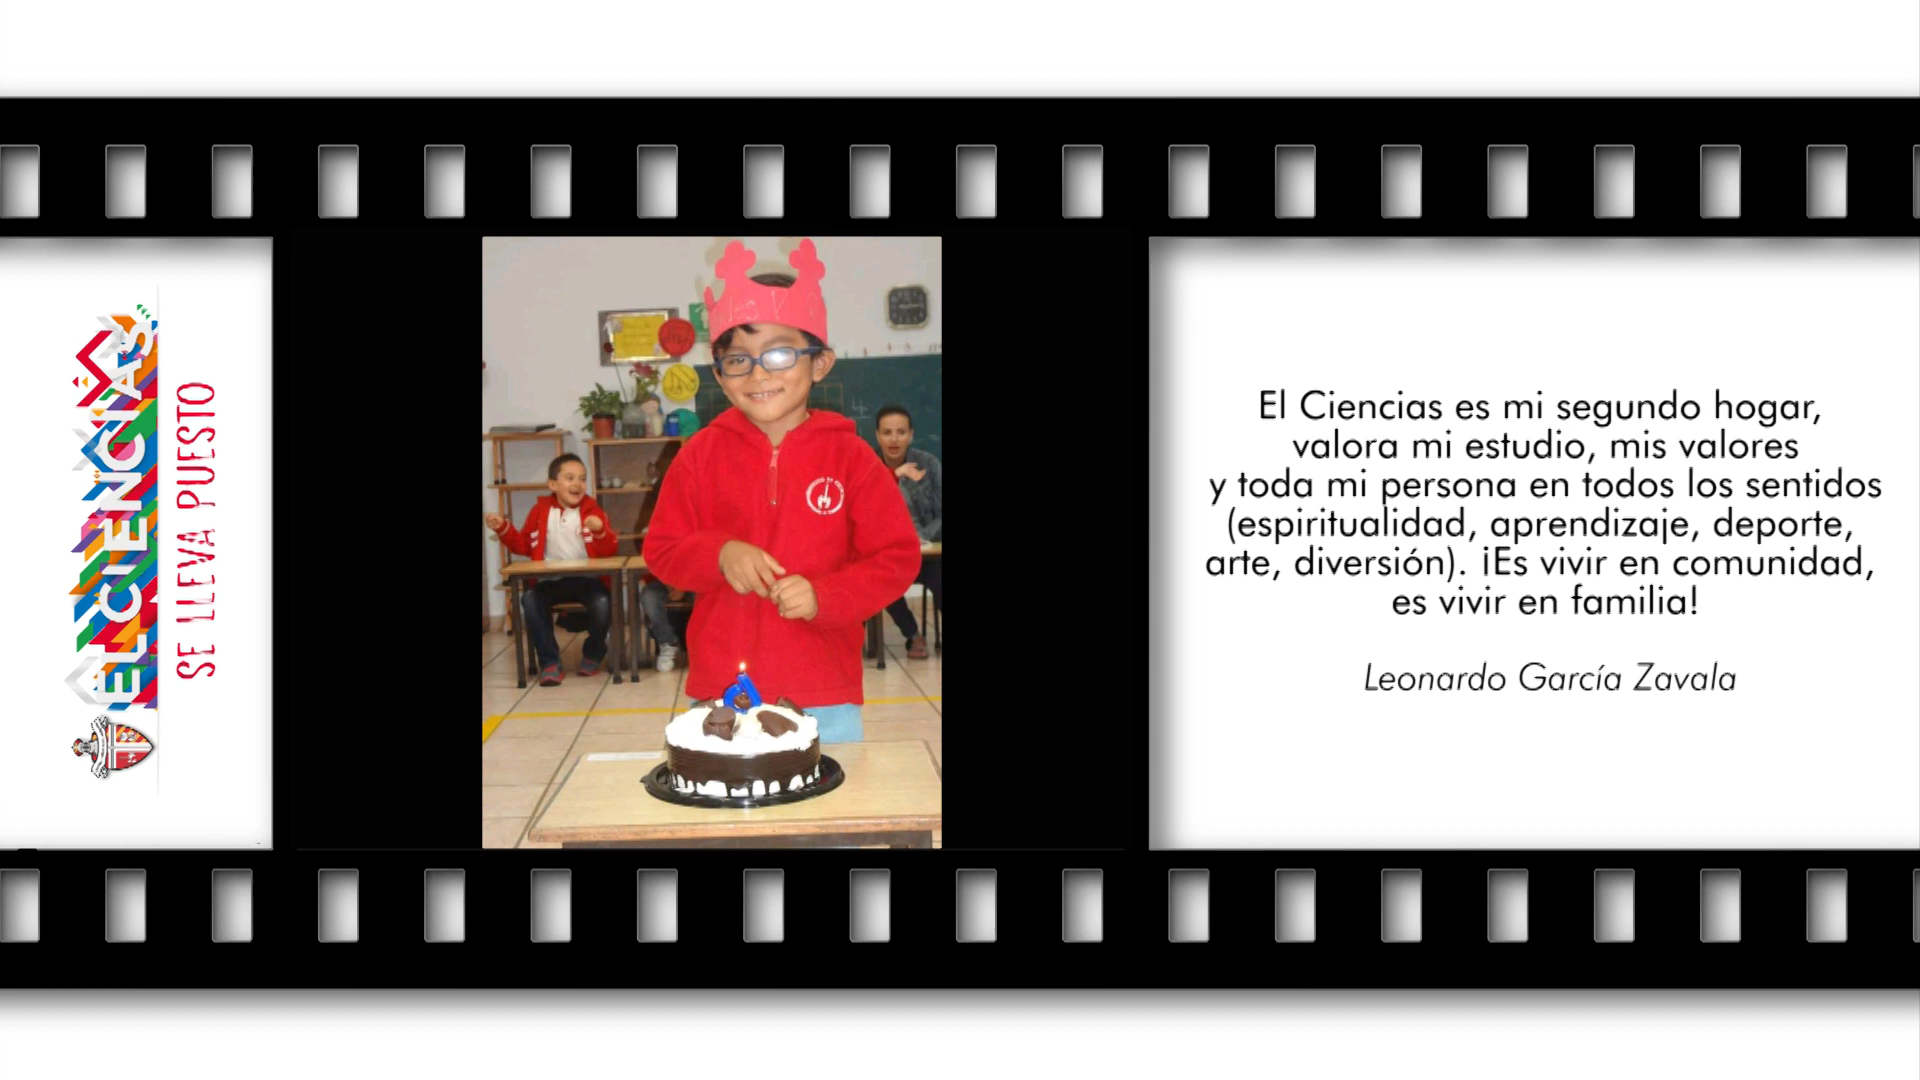 EL CIENCIAS
SE LLEVA PUESTO
El Ciencias es mi segundo hogar,
valora mi estudio, mis valores
y toda mi persona en todos los sentidos
(espiritualidad, aprendizaje, deporte,
arte, diversión). ¡Es vivir en comunidad,
es vivir en familia!
Leonardo García Zavala